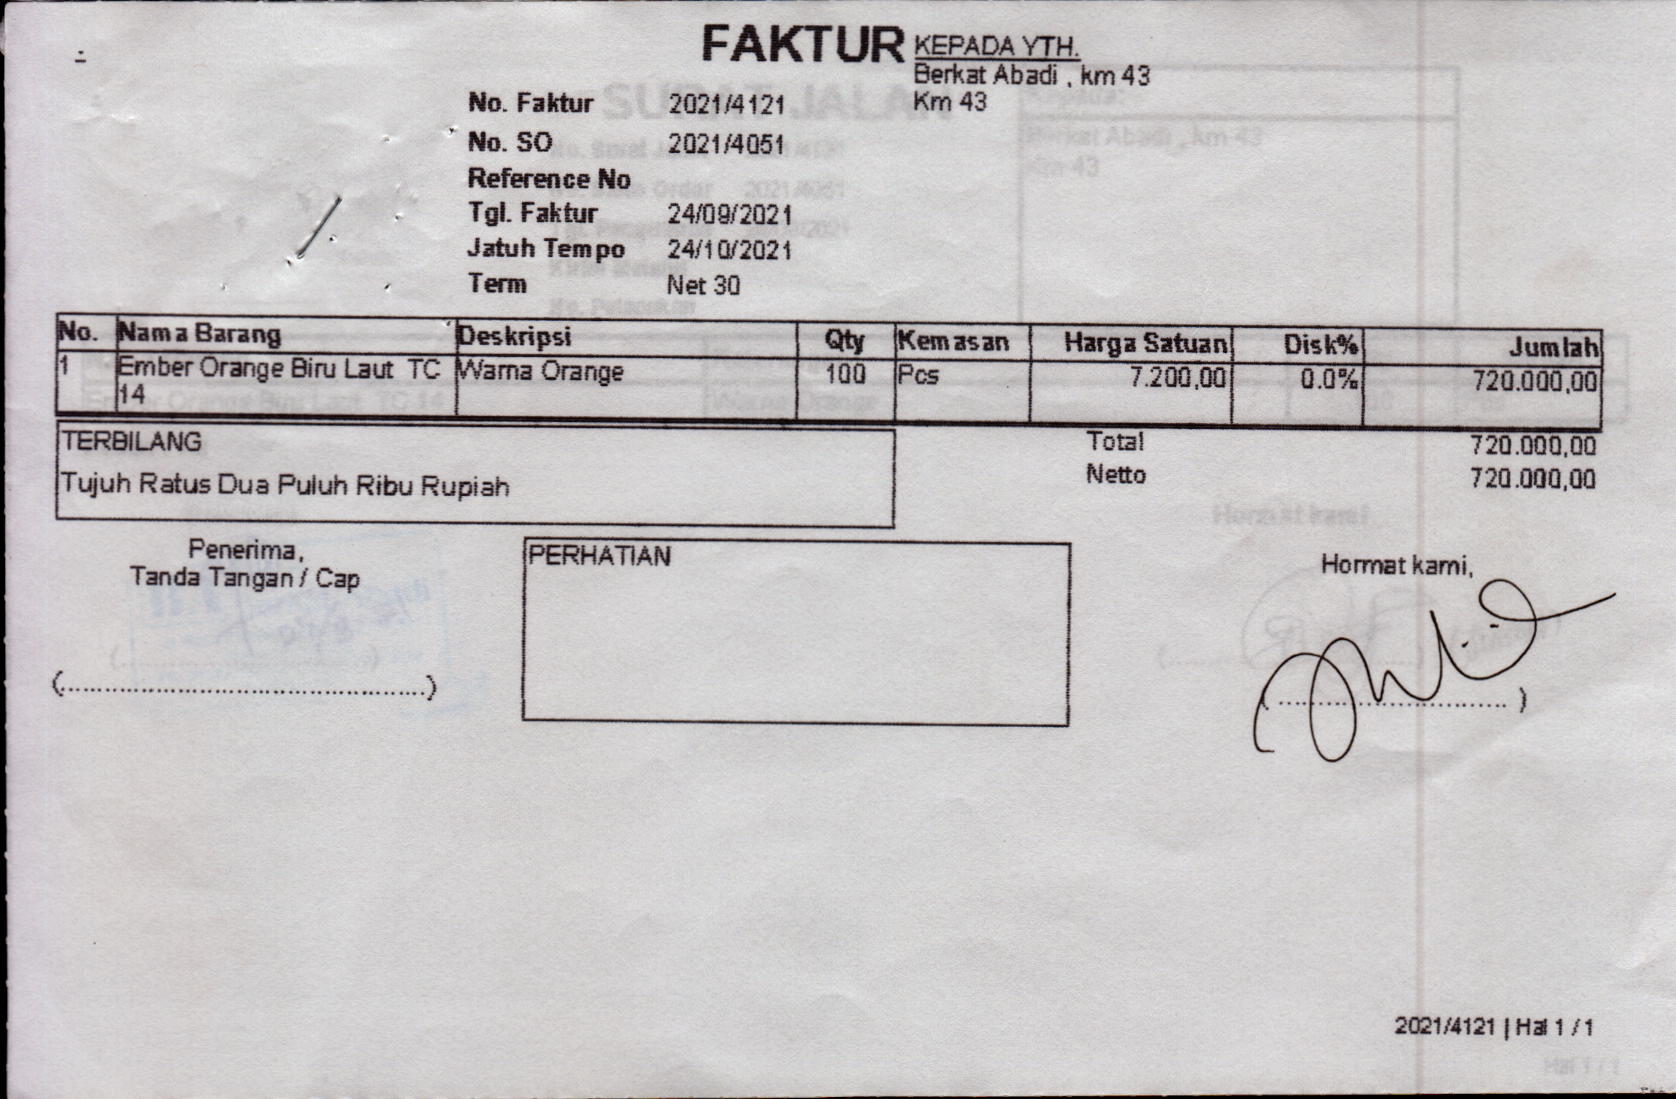 FAKTUR
KEPADA YTH.
Berkat Abadi , km 43
Km 43
No. Faktur 2021/4121
No. SO 2021/4051
Reference No
Tgl. Faktur 24/09/2021
Jatuh Tempo 24/10/2021
Term Net 30
No. Nama Barang Deskripsi Qty Kemasan Harga Satuan Disk% Jumlah
1 Ember Orange Biru Laut TC Warna Orange 100 Pcs 7.200,00 0.0% 720.000,00
14
TERBILANG
Tujuh Ratus Dua Puluh Ribu Rupiah
Total 720.000,00
Netto 720.000,00
Penerima,
Tanda Tangan / Cap
(..............................................)
PERHATIAN
Hormat kami,
(.............................. )
2021/4121 | Hal 1 / 1